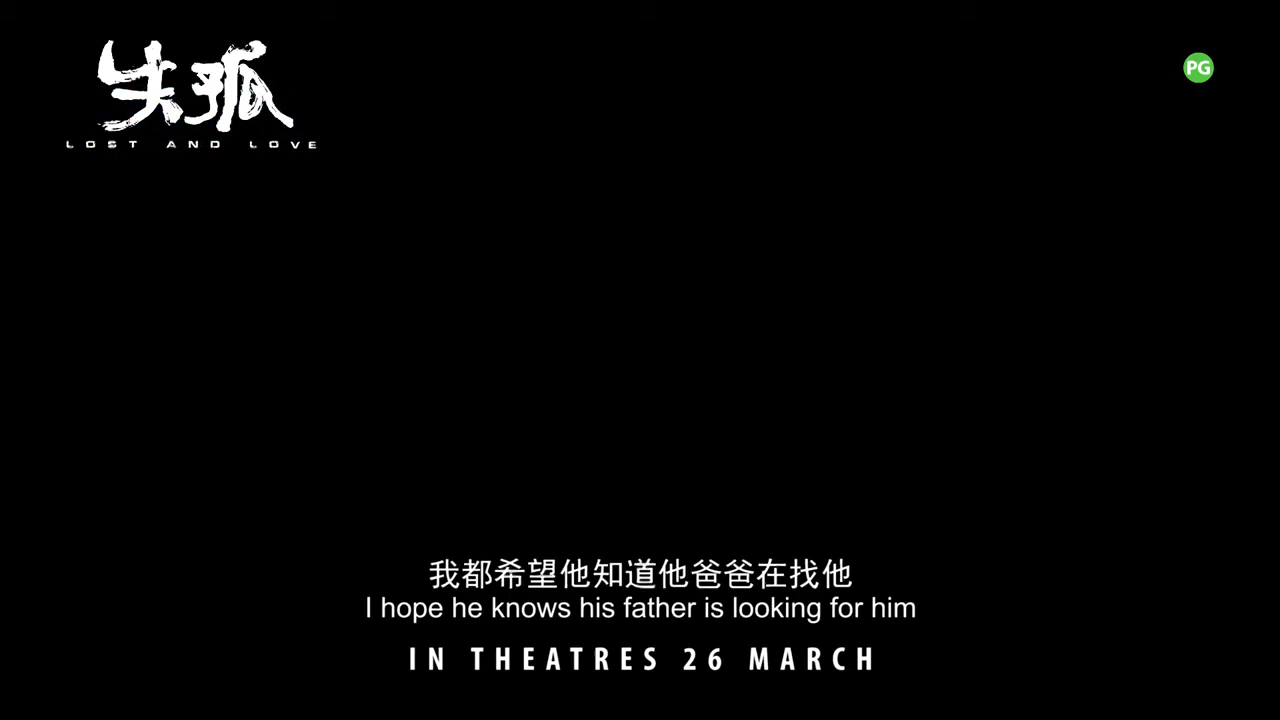 失孤
LOST AND LOVE
PG
我都希望他知道他爸爸在找他
I hope he knows his father is looking for him
IN THEATRES 26 MARCH